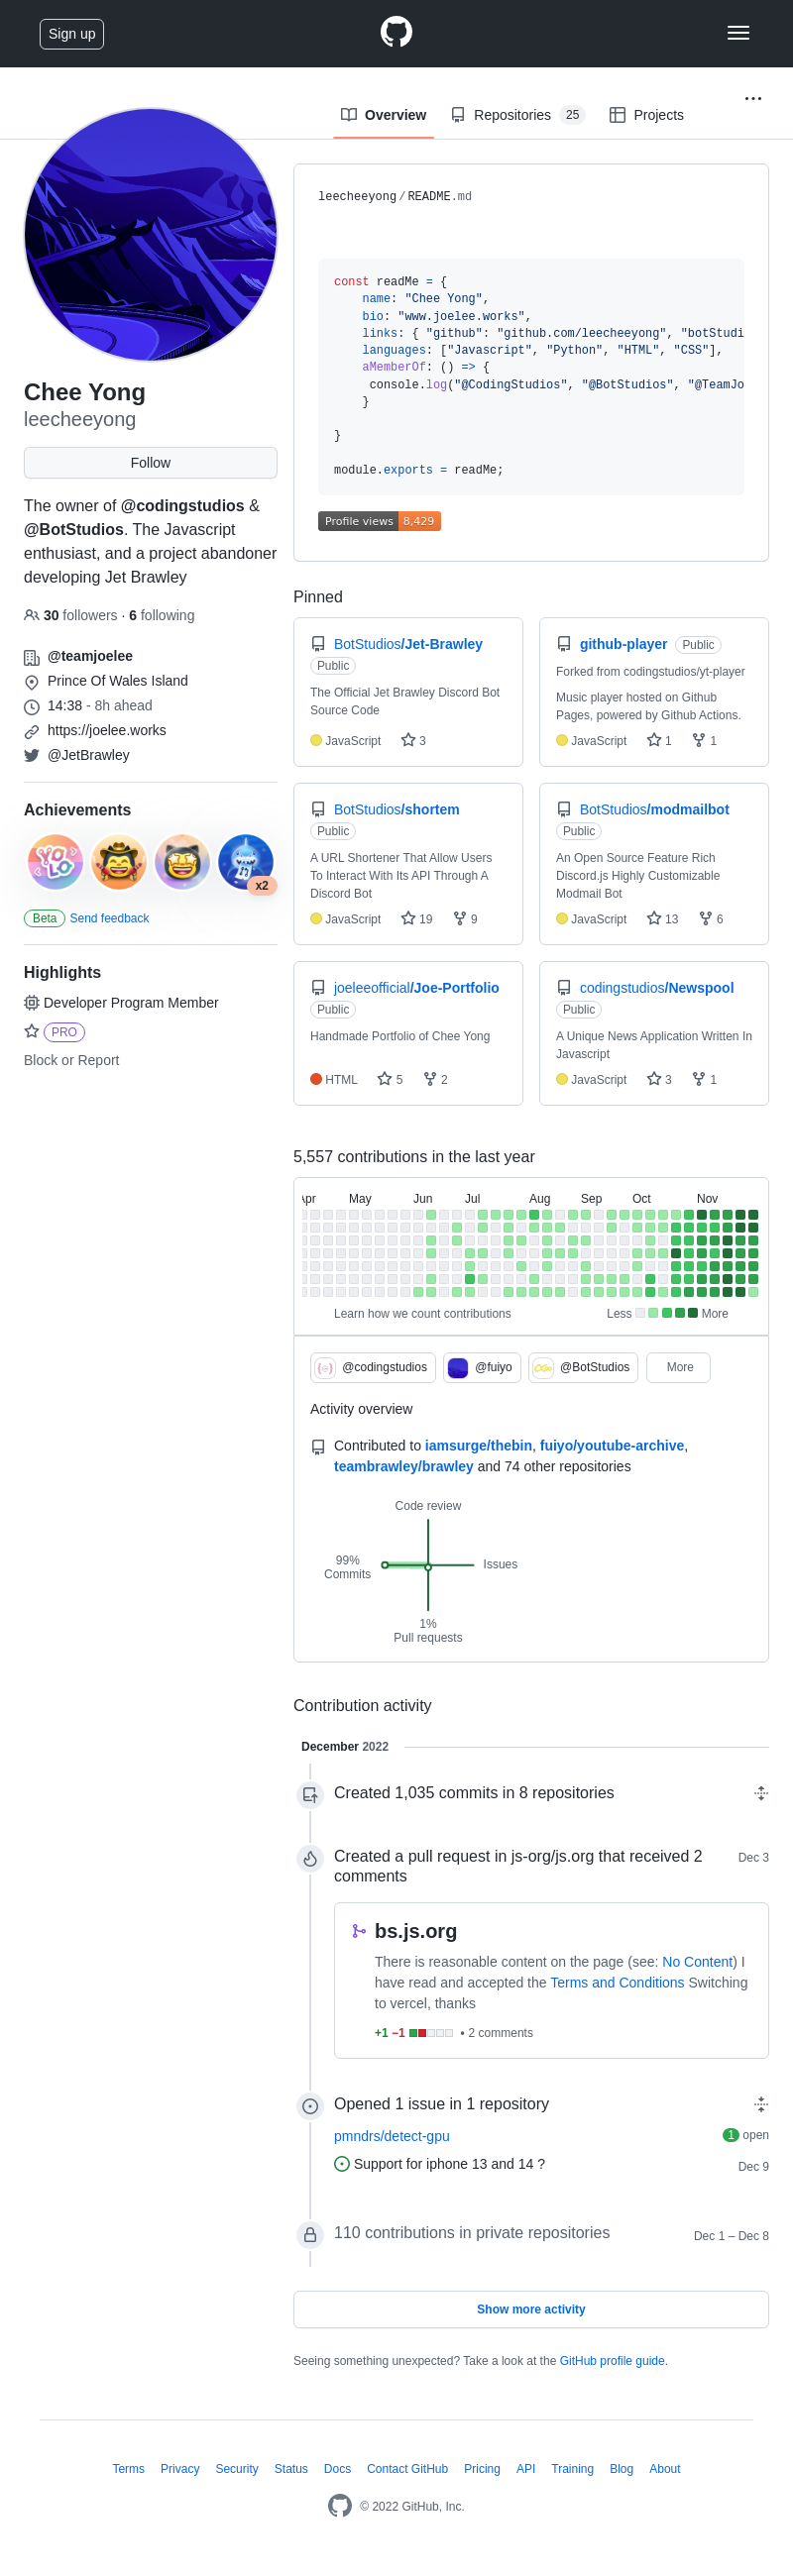 Sign up
Overview
Repositories 25
Projects
Chee Yong
leecheeyong
Follow
The owner of @codingstudios &
@BotStudios. The Javascript
enthusiast, and a project abandoner
developing Jet Brawley
30 followers · 6 following
@teamjoelee
Prince Of Wales Island
14:38 - 8h ahead
https://joelee.works
@JetBrawley
Achievements
YOLO
x2
Beta Send feedback
Highlights
Developer Program Member
PRO
Block or Report
leecheeyong/README.md
const readMe = {
name: "Chee Yong",
bio: "www.joelee.works",
links: { "github": "github.com/leecheeyong", "botStudi
languages: ["Javascript", "Python", "HTML", "CSS"],
aMemberOf: () => {
console.log("@CodingStudios", "@BotStudios", "@TeamJo
}
}
module.exports = readMe;
Profile views 8,429
Pinned
BotStudios/Jet-Brawley
Public
The Official Jet Brawley Discord Bot
Source Code
JavaScript 3
github-player Public
Forked from codingstudios/yt-player
Music player hosted on Github
Pages, powered by Github Actions.
JavaScript 1 1
BotStudios/shortem
Public
A URL Shortener That Allow Users
To Interact With Its API Through A
Discord Bot
JavaScript 19 9
BotStudios/modmailbot
Public
An Open Source Feature Rich
Discord.js Highly Customizable
Modmail Bot
JavaScript 13 6
joeleeofficial/Joe-Portfolio
Public
Handmade Portfolio of Chee Yong
HTML 5 2
codingstudios/Newspool
Public
A Unique News Application Written In
Javascript
JavaScript 3 1
5,557 contributions in the last year
Apr May Jun Jul Aug Sep Oct Nov
Learn how we count contributions
Less More
@codingstudios @fuiyo @BotStudios More
Activity overview
Contributed to iamsurge/thebin, fuiyo/youtube-archive,
teambrawley/brawley and 74 other repositories
Code review
99%
Commits
Issues
1%
Pull requests
Contribution activity
December 2022
Created 1,035 commits in 8 repositories
Created a pull request in js-org/js.org that received 2
comments
Dec 3
bs.js.org
There is reasonable content on the page (see: No Content) I
have read and accepted the Terms and Conditions Switching
to vercel, thanks
+1 −1 • 2 comments
Opened 1 issue in 1 repository
pmndrs/detect-gpu 1 open
Support for iphone 13 and 14 ? Dec 9
110 contributions in private repositories Dec 1 – Dec 8
Show more activity
Seeing something unexpected? Take a look at the GitHub profile guide.
Terms Privacy Security Status Docs Contact GitHub Pricing API Training Blog About
© 2022 GitHub, Inc.